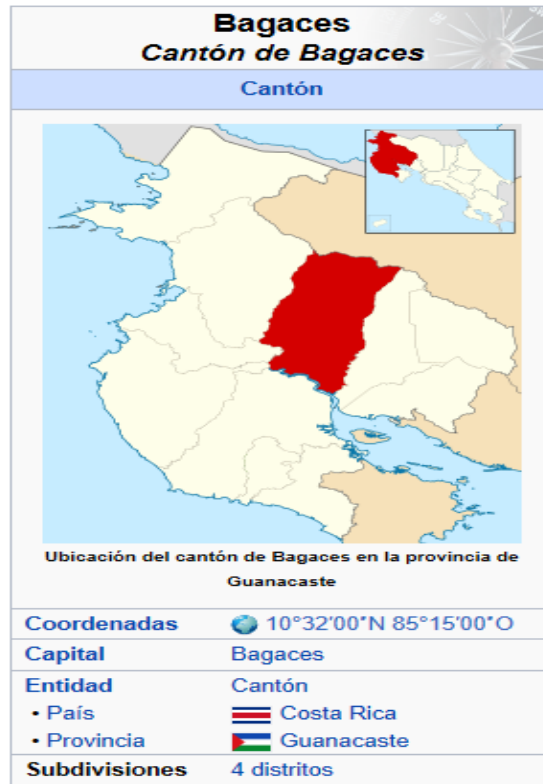 Bagaces
Cantón de Bagaces
Cantón
Ubicación del cantón de Bagaces en la provincia de
Guanacaste
Coordenadas 10°32′00″N 85°15′00″O
Capital Bagaces
Entidad Cantón
• País Costa Rica
• Provincia Guanacaste
Subdivisiones 4 distritos